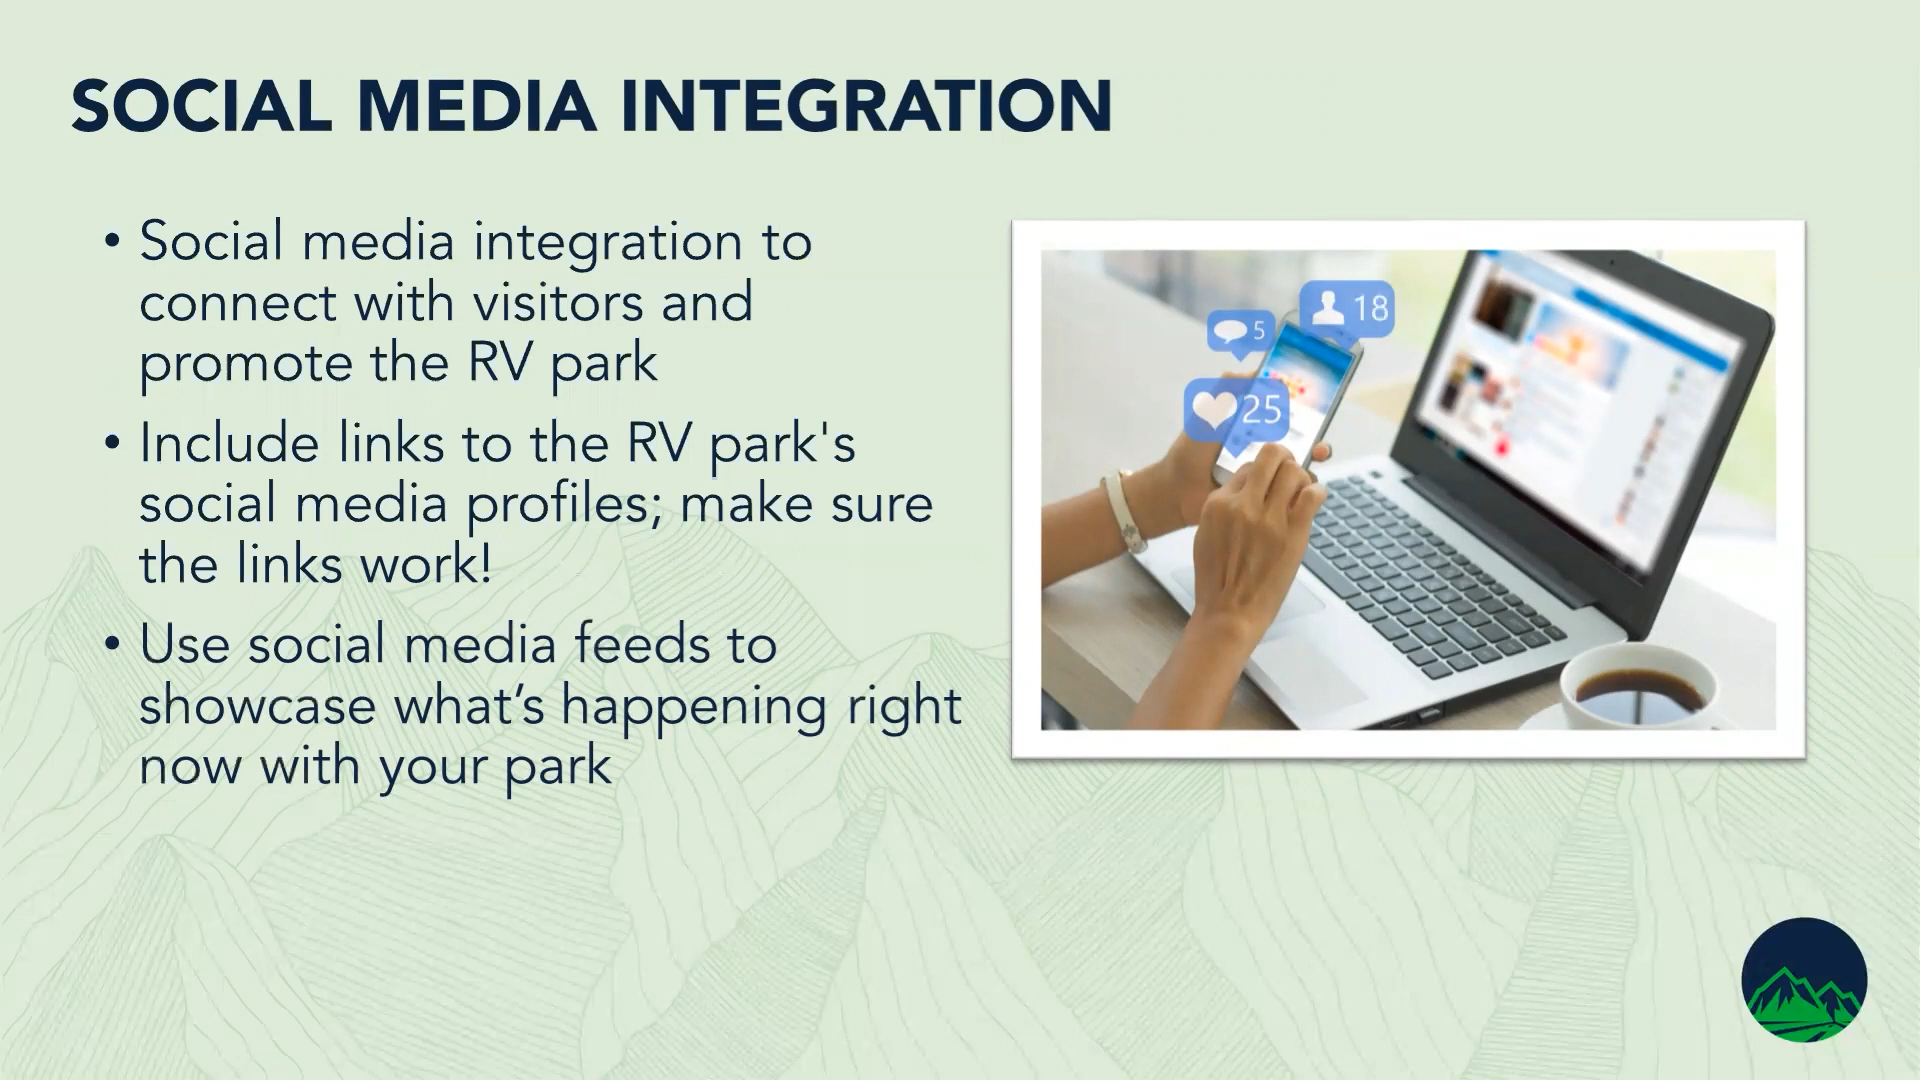 SOCIAL MEDIA INTEGRATION
• Social media integration to
connect with visitors and
promote the RV park
• Include links to the RV park's
social media profiles; make sure
the links work!
• Use social media feeds to
showcase what’s happening right
now with your park
18
5
25